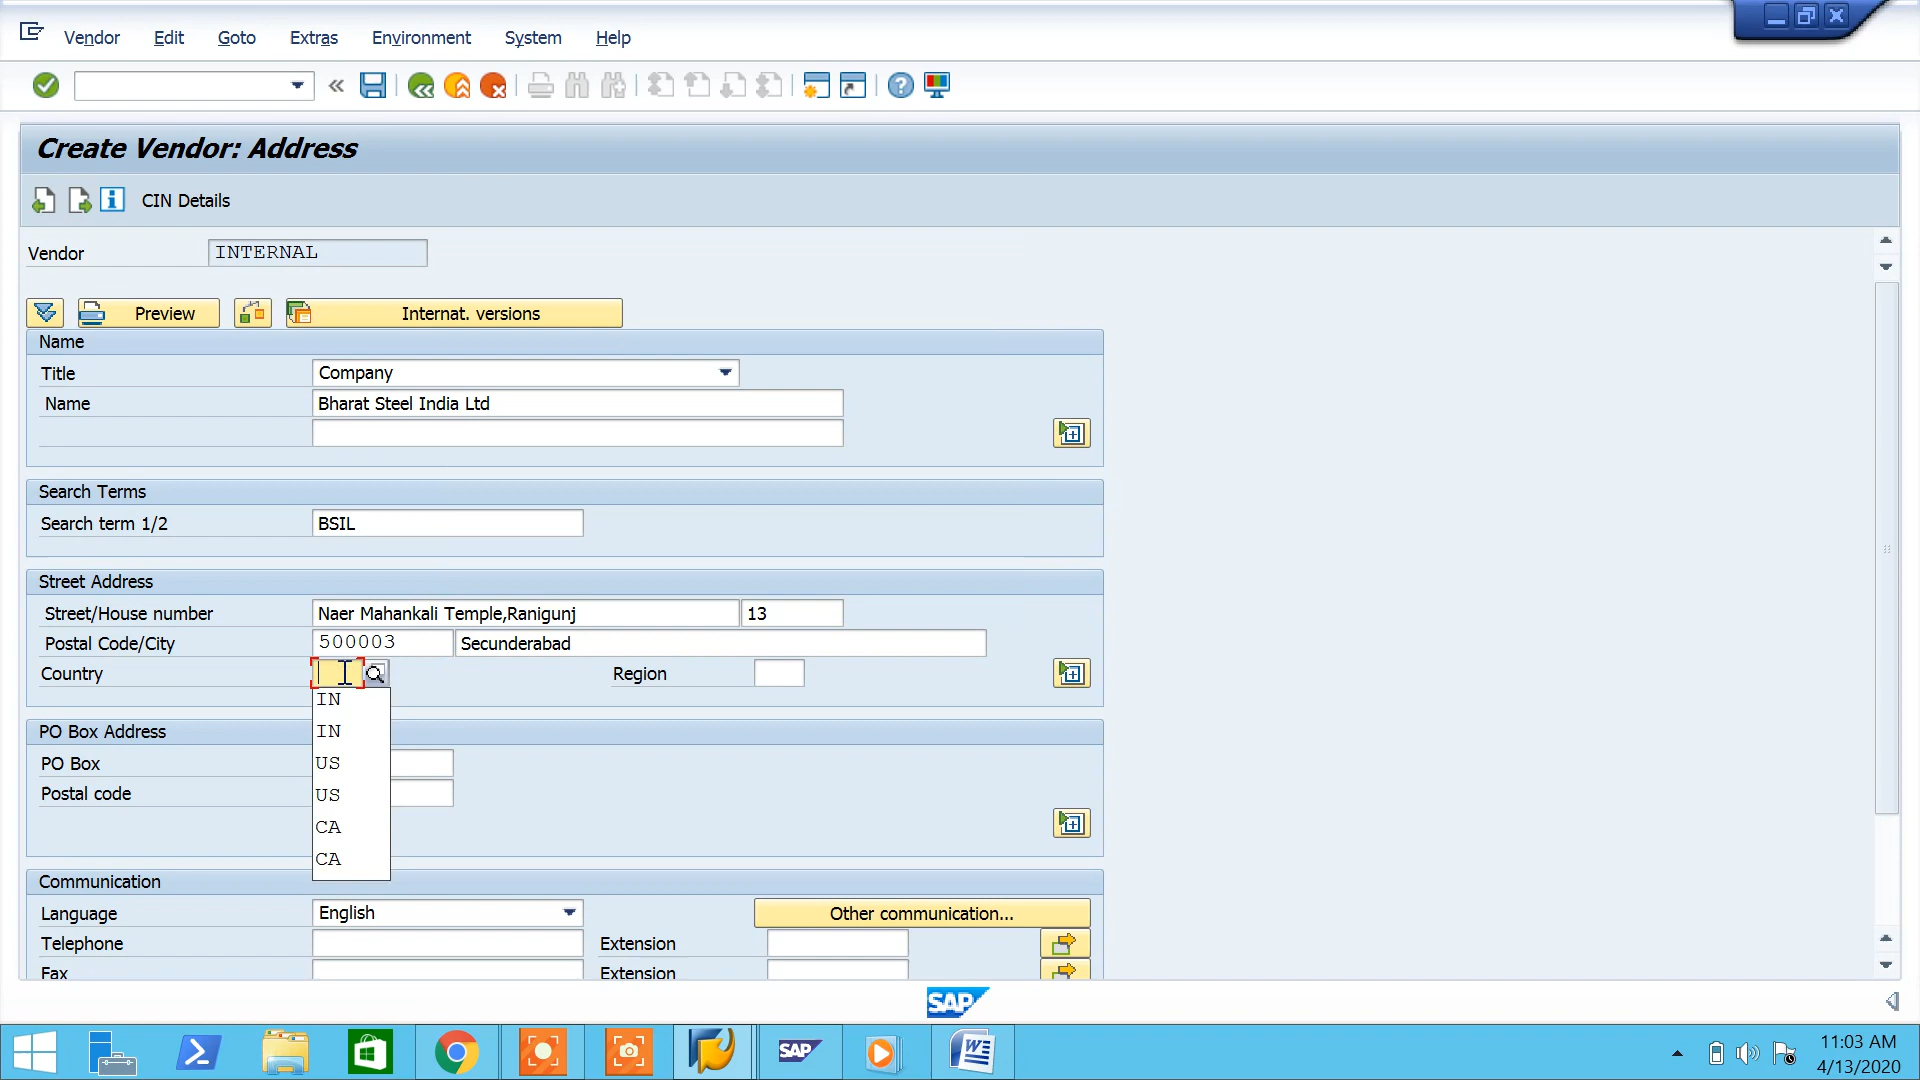 Vendor Edit Goto Extras Environment System Help
Create Vendor: Address
CIN Details
Vendor INTERNAL
Preview Internat. versions
Name
Title Company
Name Bharat Steel India Ltd
Search Terms
Search term 1/2 BSIL
Street Address
Street/House number Naer Mahankali Temple,Ranigunj 13
Postal Code/City 500003 Secunderabad
Country Region
IN
IN
US
US
CA
CA
PO Box Address
PO Box
Postal code
Communication
Language English Other communication...
Telephone Extension
Fax Extension
SAP
SAP
11:03 AM
4/13/2020